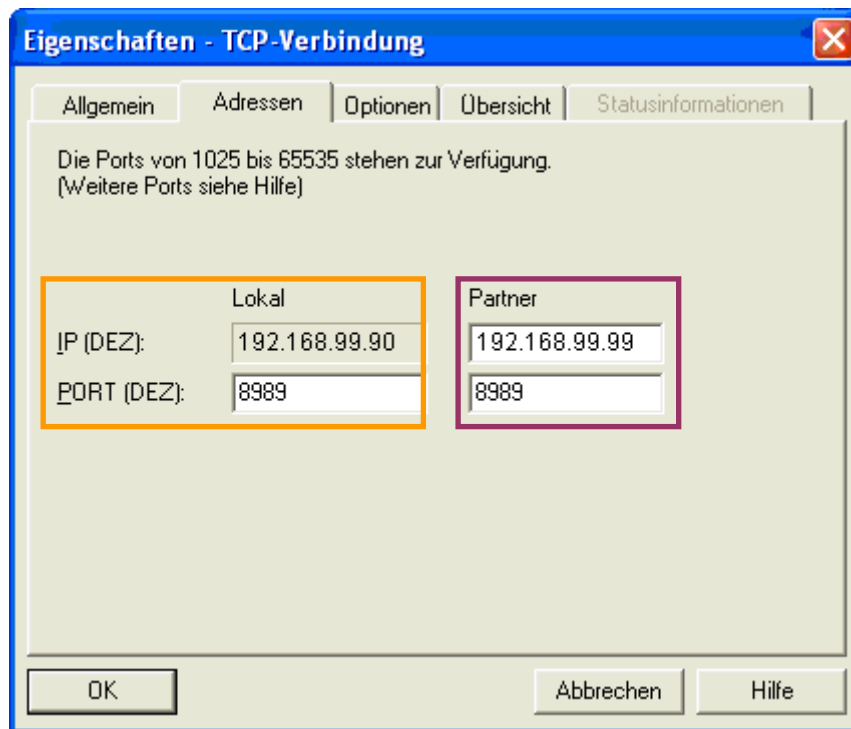 Eigenschaften - TCP-Verbindung
Allgemein Adressen Optionen Übersicht Statusinformationen
Die Ports von 1025 bis 65535 stehen zur Verfügung.
(Weitere Ports siehe Hilfe)
Lokal Partner
IP (DEZ): 192.168.99.90 192.168.99.99
PORT (DEZ): 8989 8989
OK Abbrechen Hilfe